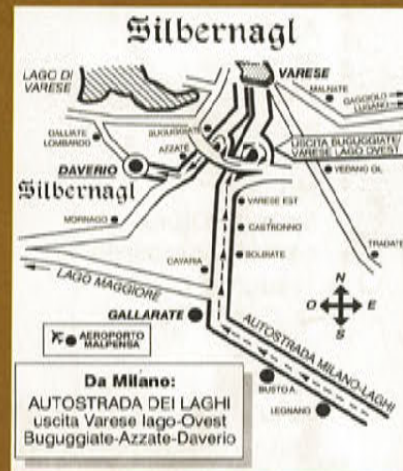 Silbernagl
LAGO DI
VARESE
VARESE
MALNATE
GAGGIOLO
LUGANO
GALLIATE
LOMBARDO
BUGUGGIATE
AZZATE
USCITA BUGUGGIATE/
VARESE LAGO OVEST
DAVERIO
Silbernagl
VEDANO OL.
VARESE EST
MORNAGO
CASTRONNO
TRADATE
SOLBIATE
CAVARIA
LAGO MAGGIORE
N
O E
S
GALLARATE
AEROPORTO
MALPENSA
AUTOSTRADA MILANO-LAGHI
BUSTO A.
LEGNANO
Da Milano:
AUTOSTRADA DEI LAGHI
uscita Varese lago-Ovest
Buguggiate-Azzate-Daverio